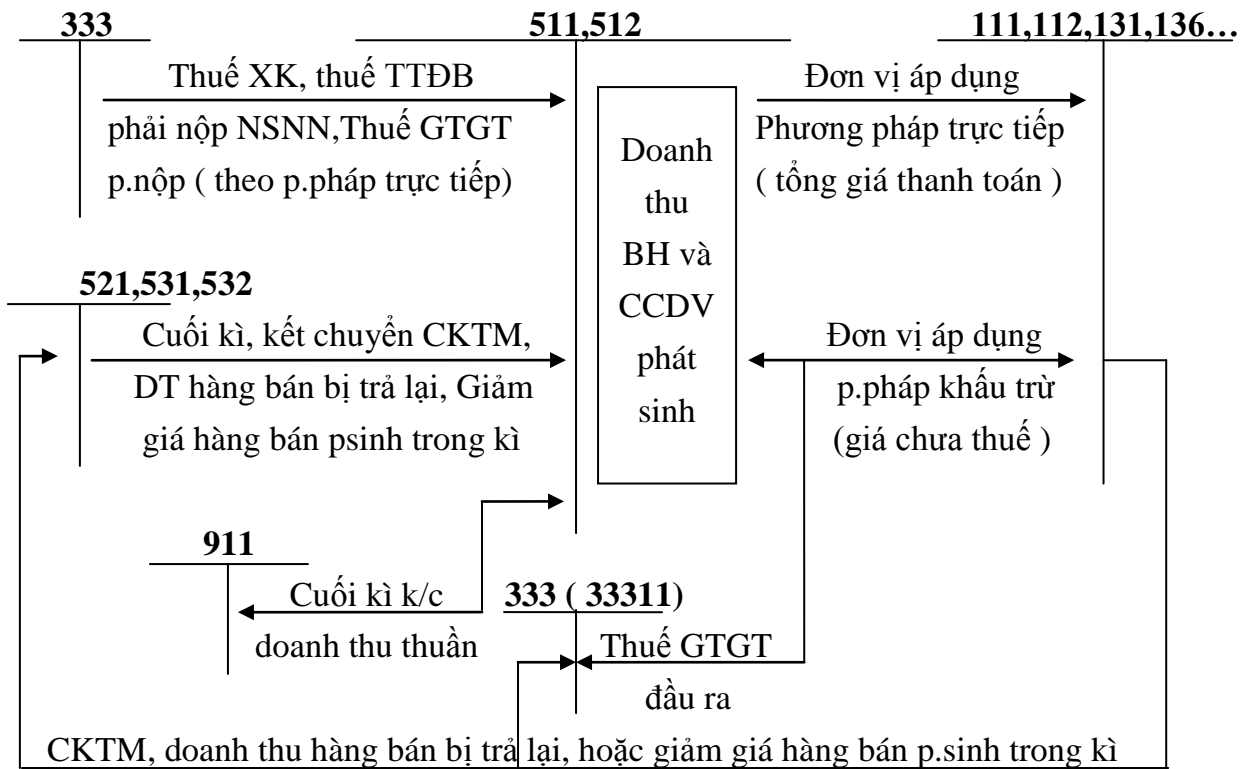 333
511,512
111,112,131,136…
Thuế XK, thuế TTĐB
phải nộp NSNN,Thuế GTGT
p.nộp ( theo p.pháp trực tiếp)
Doanh
thu
BH và
CCDV
phát
sinh
Đơn vị áp dụng
Phương pháp trực tiếp
( tổng giá thanh toán )
521,531,532
Cuối kì, kết chuyển CKTM,
DT hàng bán bị trả lại, Giảm
giá hàng bán psinh trong kì
Đơn vị áp dụng
p.pháp khấu trừ
(giá chưa thuế )
911
Cuối kì k/c
doanh thu thuần
333 ( 33311)
Thuế GTGT
đầu ra
CKTM, doanh thu hàng bán bị trả lại, hoặc giảm giá hàng bán p.sinh trong kì